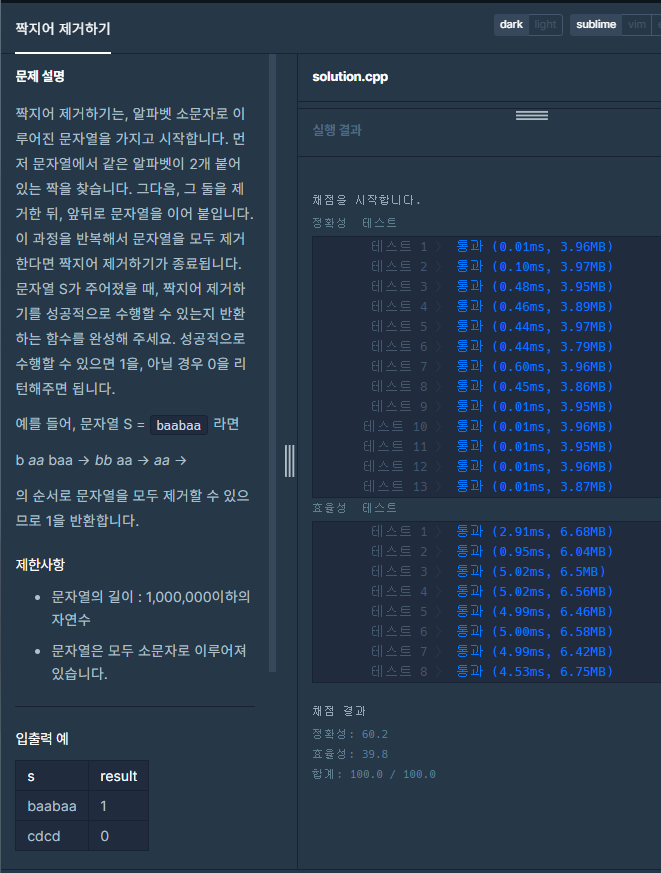 짝지어 제거하기
dark light sublime vim
문제 설명
짝지어 제거하기는, 알파벳 소문자로 이
루어진 문자열을 가지고 시작합니다. 먼
저 문자열에서 같은 알파벳이 2개 붙어
있는 짝을 찾습니다. 그다음, 그 둘을 제
거한 뒤, 앞뒤로 문자열을 이어 붙입니다.
이 과정을 반복해서 문자열을 모두 제거
한다면 짝지어 제거하기가 종료됩니다.
문자열 S가 주어졌을 때, 짝지어 제거하
기를 성공적으로 수행할 수 있는지 반환
하는 함수를 완성해 주세요. 성공적으로
수행할 수 있으면 1을, 아닐 경우 0을 리
턴해주면 됩니다.
예를 들어, 문자열 S = baabaa 라면
b aa baa → bb aa → aa →
의 순서로 문자열을 모두 제거할 수 있으
므로 1을 반환합니다.
제한사항
• 문자열의 길이 : 1,000,000이하의
자연수
• 문자열은 모두 소문자로 이루어져
있습니다.
입출력 예
s result
baabaa 1
cdcd 0
solution.cpp
실행 결과
채점을 시작합니다.
정확성 테스트
테스트 1 〉 통과 (0.01ms, 3.96MB)
테스트 2 〉 통과 (0.10ms, 3.97MB)
테스트 3 〉 통과 (0.48ms, 3.95MB)
테스트 4 〉 통과 (0.46ms, 3.89MB)
테스트 5 〉 통과 (0.44ms, 3.97MB)
테스트 6 〉 통과 (0.44ms, 3.79MB)
테스트 7 〉 통과 (0.60ms, 3.96MB)
테스트 8 〉 통과 (0.45ms, 3.86MB)
테스트 9 〉 통과 (0.01ms, 3.95MB)
테스트 10 〉 통과 (0.01ms, 3.96MB)
테스트 11 〉 통과 (0.01ms, 3.95MB)
테스트 12 〉 통과 (0.01ms, 3.96MB)
테스트 13 〉 통과 (0.01ms, 3.87MB)
효율성 테스트
테스트 1 〉 통과 (2.91ms, 6.68MB)
테스트 2 〉 통과 (0.95ms, 6.04MB)
테스트 3 〉 통과 (5.02ms, 6.5MB)
테스트 4 〉 통과 (5.02ms, 6.56MB)
테스트 5 〉 통과 (4.99ms, 6.46MB)
테스트 6 〉 통과 (5.00ms, 6.58MB)
테스트 7 〉 통과 (4.99ms, 6.42MB)
테스트 8 〉 통과 (4.53ms, 6.75MB)
채점 결과
정확성: 60.2
효율성: 39.8
합계: 100.0 / 100.0